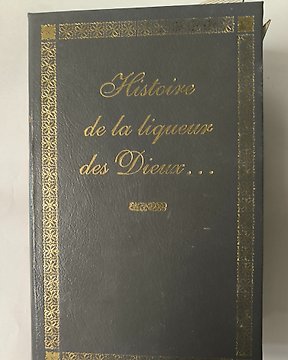 Histoire
de la liqueur
des Dieux...